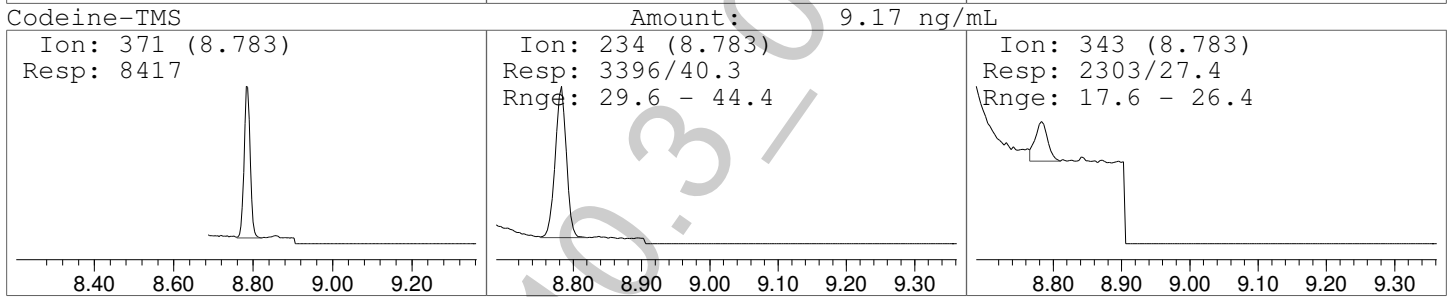 Codeine-TMS Amount: 9.17 ng/mL
Ion: 371 (8.783)
Resp: 8417
Ion: 234 (8.783)
Resp: 3396/40.3
Rnge: 29.6 - 44.4
Ion: 343 (8.783)
Resp: 2303/27.4
Rnge: 17.6 - 26.4
8.40 8.60 8.80 9.00 9.20
8.80 8.90 9.00 9.10 9.20 9.30
8.80 8.90 9.00 9.10 9.20 9.30